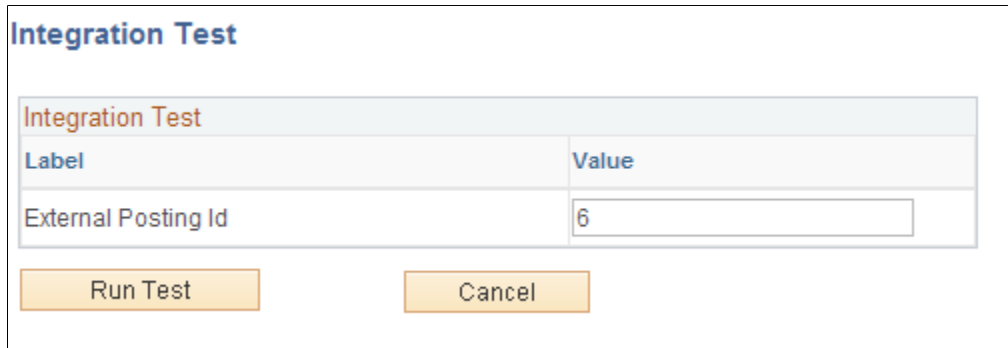 Integration Test
Integration Test
Label Value
External Posting Id 6
Run Test Cancel